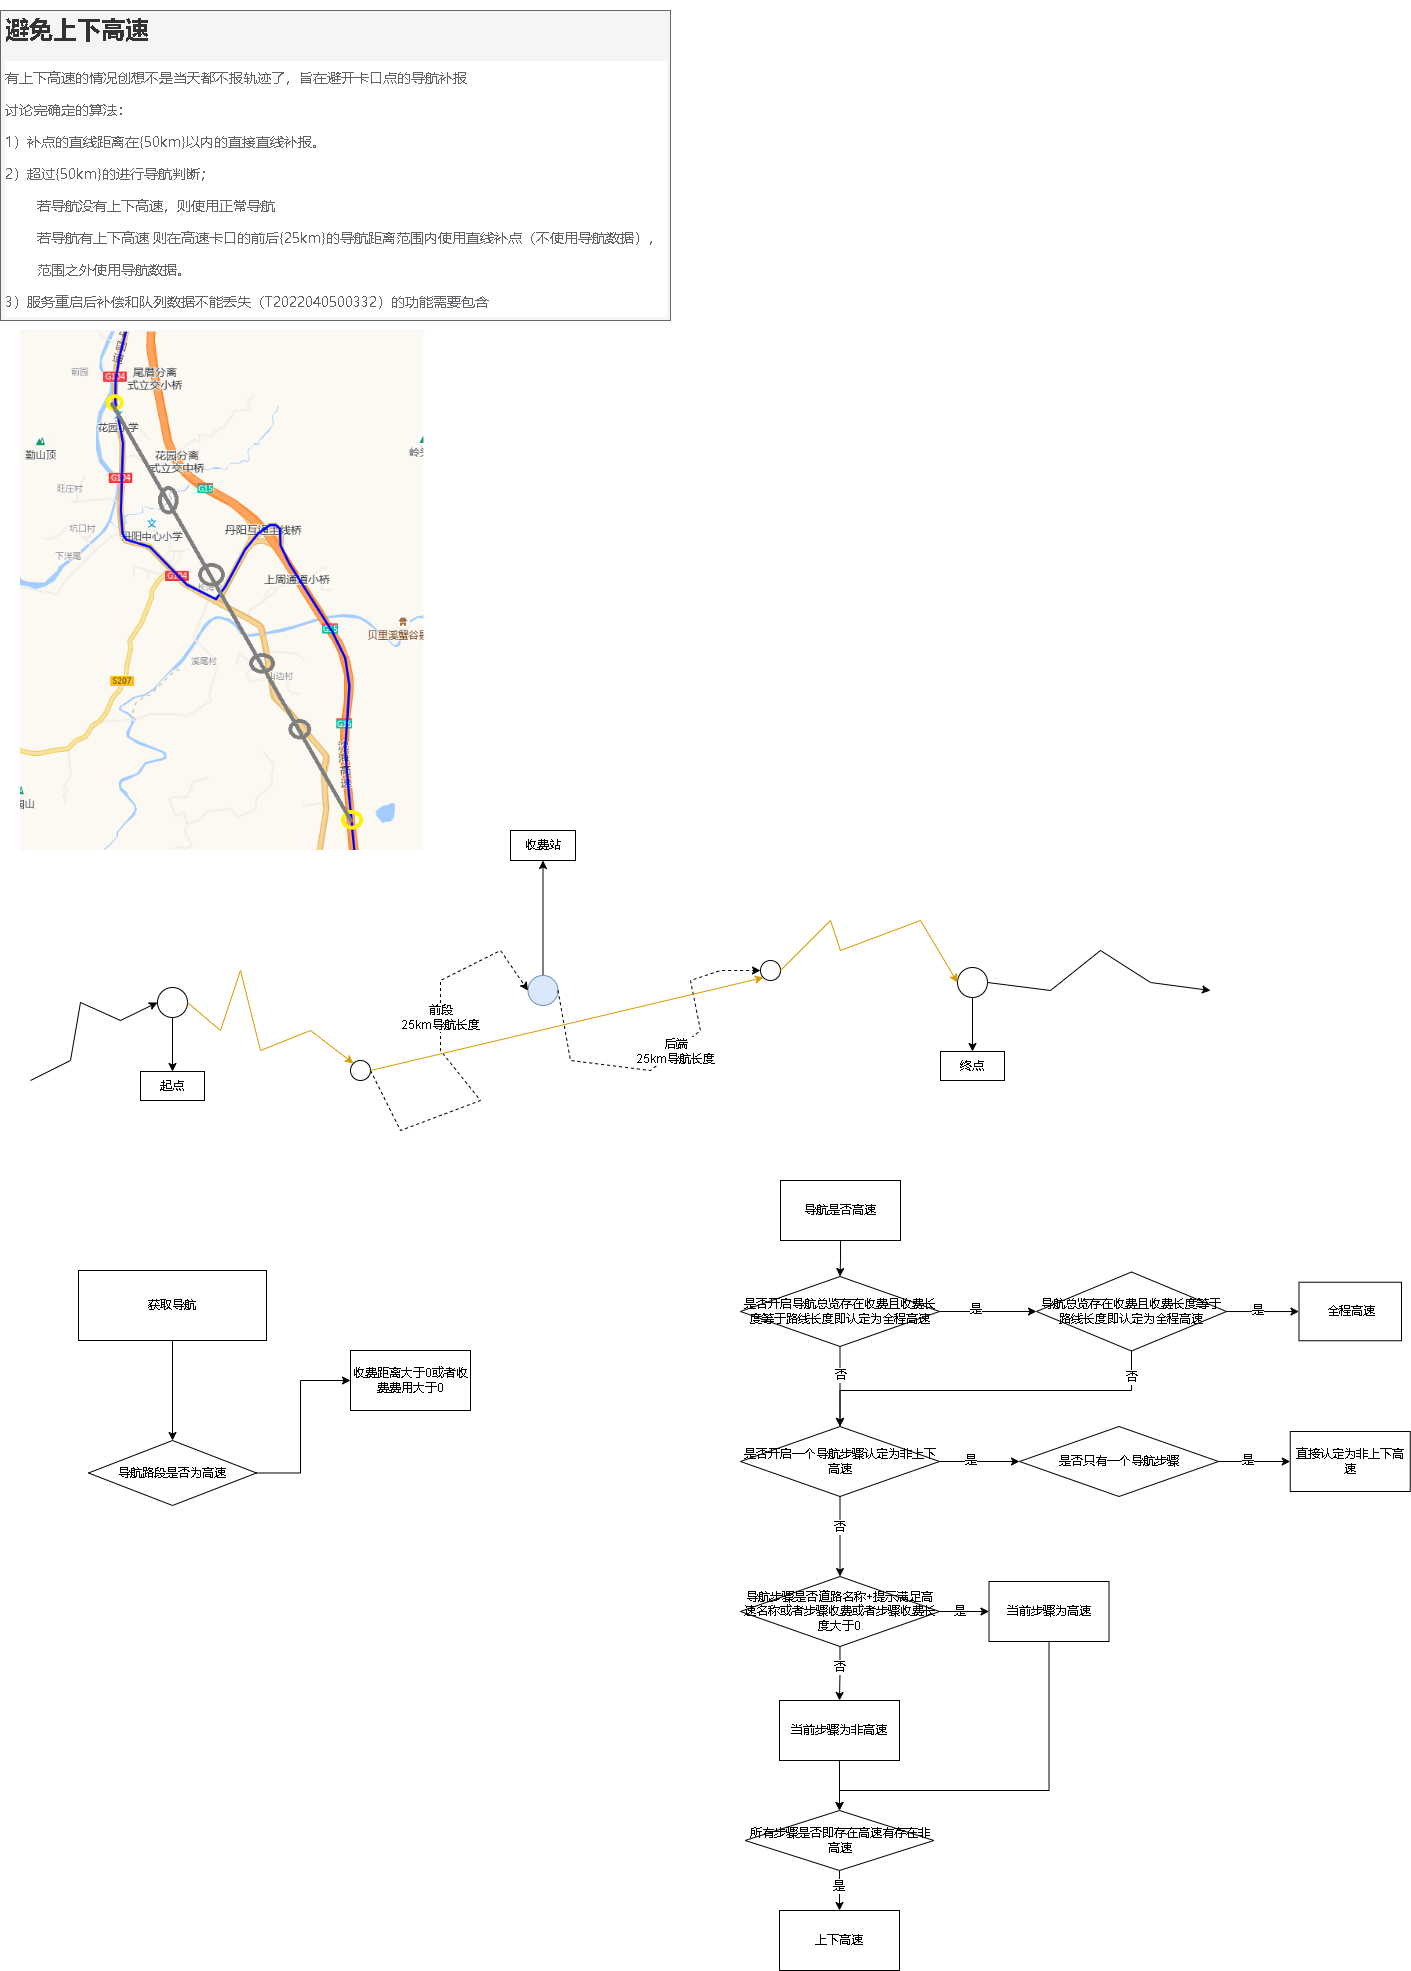 避免上下高速
有上下高速的情况创想不是当天都不报轨迹了，旨在避开卡口点的导航补报
讨论完确定的算法：
1）补点的直线距离在{50km}以内的直接直线补报。
2）超过{50km}的进行导航判断；
若导航没有上下高速，则使用正常导航
若导航有上下高速 则在高速卡口的前后{25km}的导航距离范围内使用直线补点（不使用导航数据），
范围之外使用导航数据。
3）服务重启后补偿和队列数据不能丢失（T2022040500332）的功能需要包含
前园
G104
尾厝分离
式立交小桥
花园小学
勤山顶
花园分离
式立交中桥
岭头
G104
旺庄村
G15
坑口村
丹阳中心小学
丹阳互通主线桥
下洋尾
G104
上周通道小桥
G15
贝里溪蟹谷景
溪尾村
山边村
S207
G15
收费站
前段
25km导航长度
后端
25km导航长度
起点
终点
导航是否高速
是否开启导航总览存在收费且收费长
度等于路线长度即认定为全程高速
是
导航总览存在收费且收费长度等于
路线长度即认定为全程高速
是
全程高速
获取导航
否
否
收费距离大于0或者收
费费用大于0
导航路段是否为高速
是否开启一个导航步骤认定为非上下
高速
是
是否只有一个导航步骤
是
直接认定为非上下高
速
否
导航步骤是否道路名称+提示满足高
速名称或者步骤收费或者步骤收费长
度大于0
是
当前步骤为高速
否
当前步骤为非高速
所有步骤是否即存在高速有存在非
高速
是
上下高速